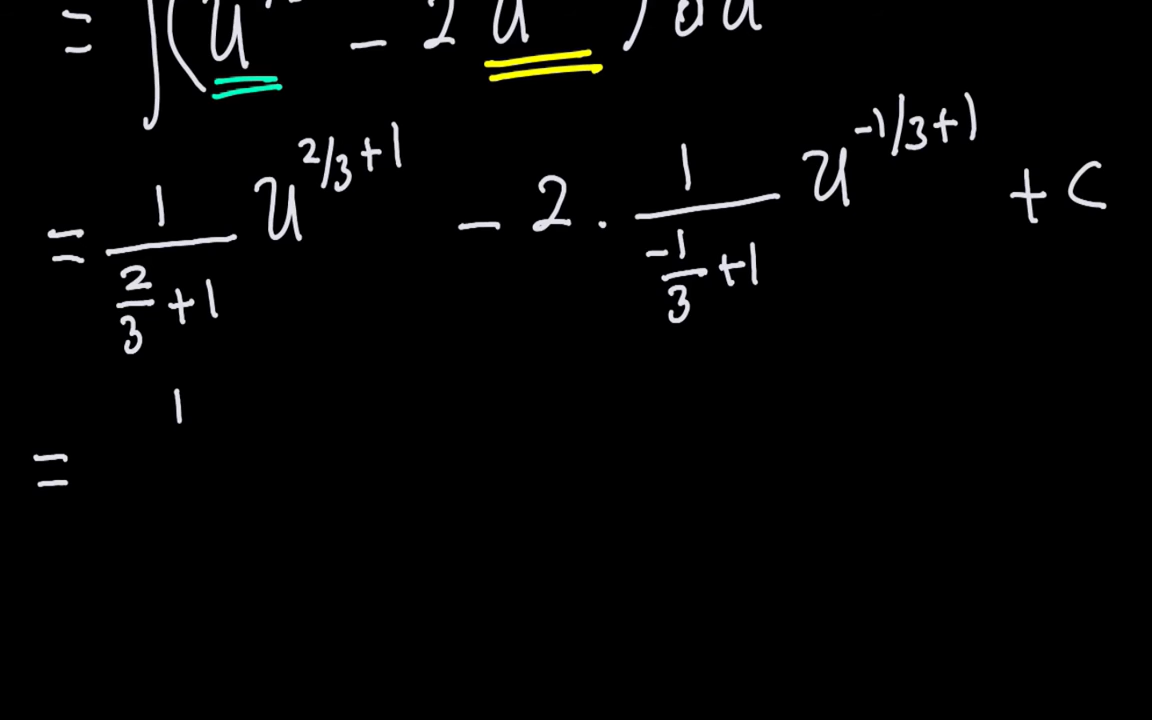 = ∫(u - 2u) du
= 1/(2/3 + 1) u^(2/3+1) - 2 · 1/(-1/3 + 1) u^(-1/3+1) + C
= 1